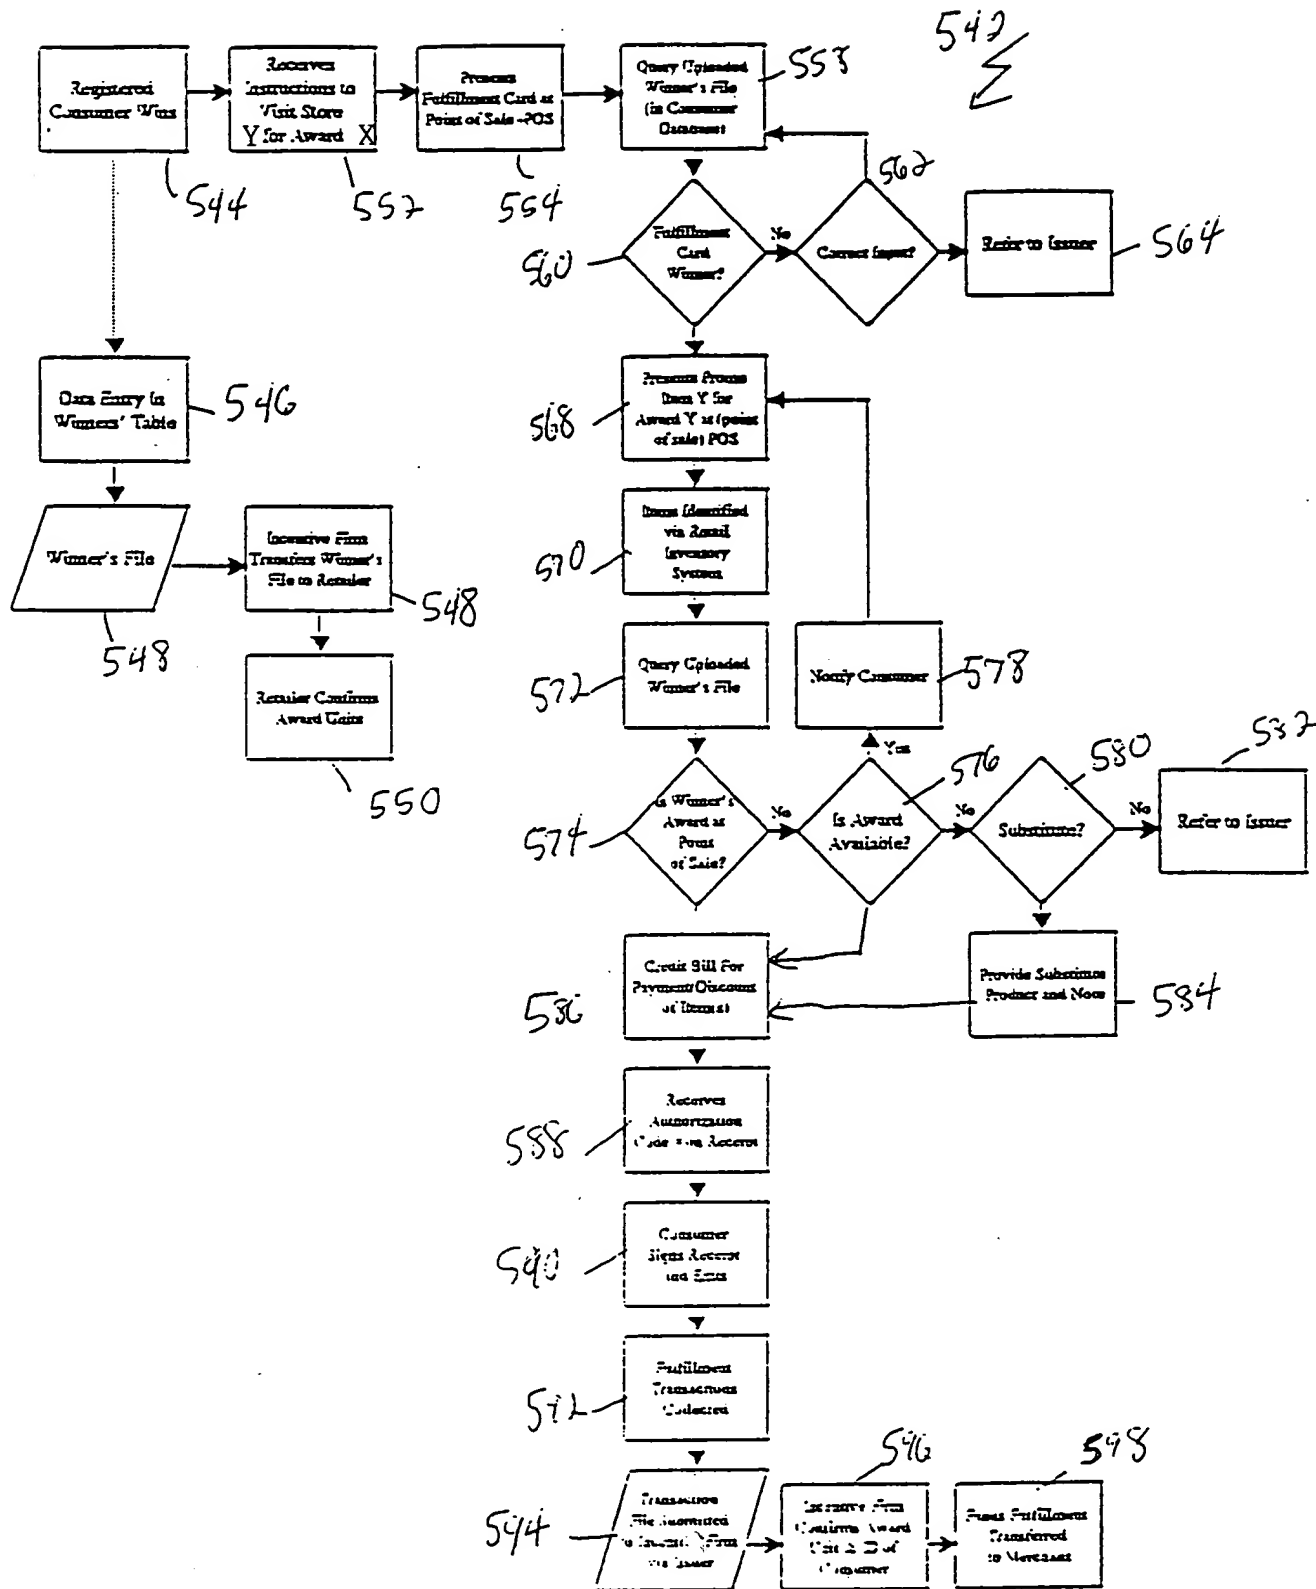 542
Registered
Consumer Wins
544
Receives
Instructions to
Visit Store
Y for Award X
552
Presents
Fulfillment Card at
Point of Sale -POS
554
Query Uploaded
Winner's File
(in Consumer
Database)
553
Fulfillment
Card
Winner?
560
No
Correct Input?
562
Refer to Issuer
564
Data Entry In
Winners' Table
546
Winner's File
548
Incentive Firm
Transfers Winner's
File to Retailer
548
Retailer Confirms
Award Units
550
Presents Promo
Item Y for
Award Y at (point
of sale) POS
568
Items Identified
via Retail
Inventory
System
570
Query Uploaded
Winner's File
572
Notify Consumer
578
Yes
Is Winner's
Award at
Point
of Sale?
574
No
Is Award
Available?
576
No
Substitute?
580
No
Refer to Issuer
532
Credit Bill For
Payment/Discount
of Item(s)
536
Provide Substitute
Product and Note
584
Receives
Authorization
Code on Receipt
588
Consumer
Signs Receipt
and Exits
590
Fulfillment
Transactions
Collected
592
Transaction
File Submitted
to Incentive Firm
via Issuer
594
Incentive Firm
Confirms Award
Unit & ID of
Consumer
596
Fulfillment
Transferred
to Merchant
598